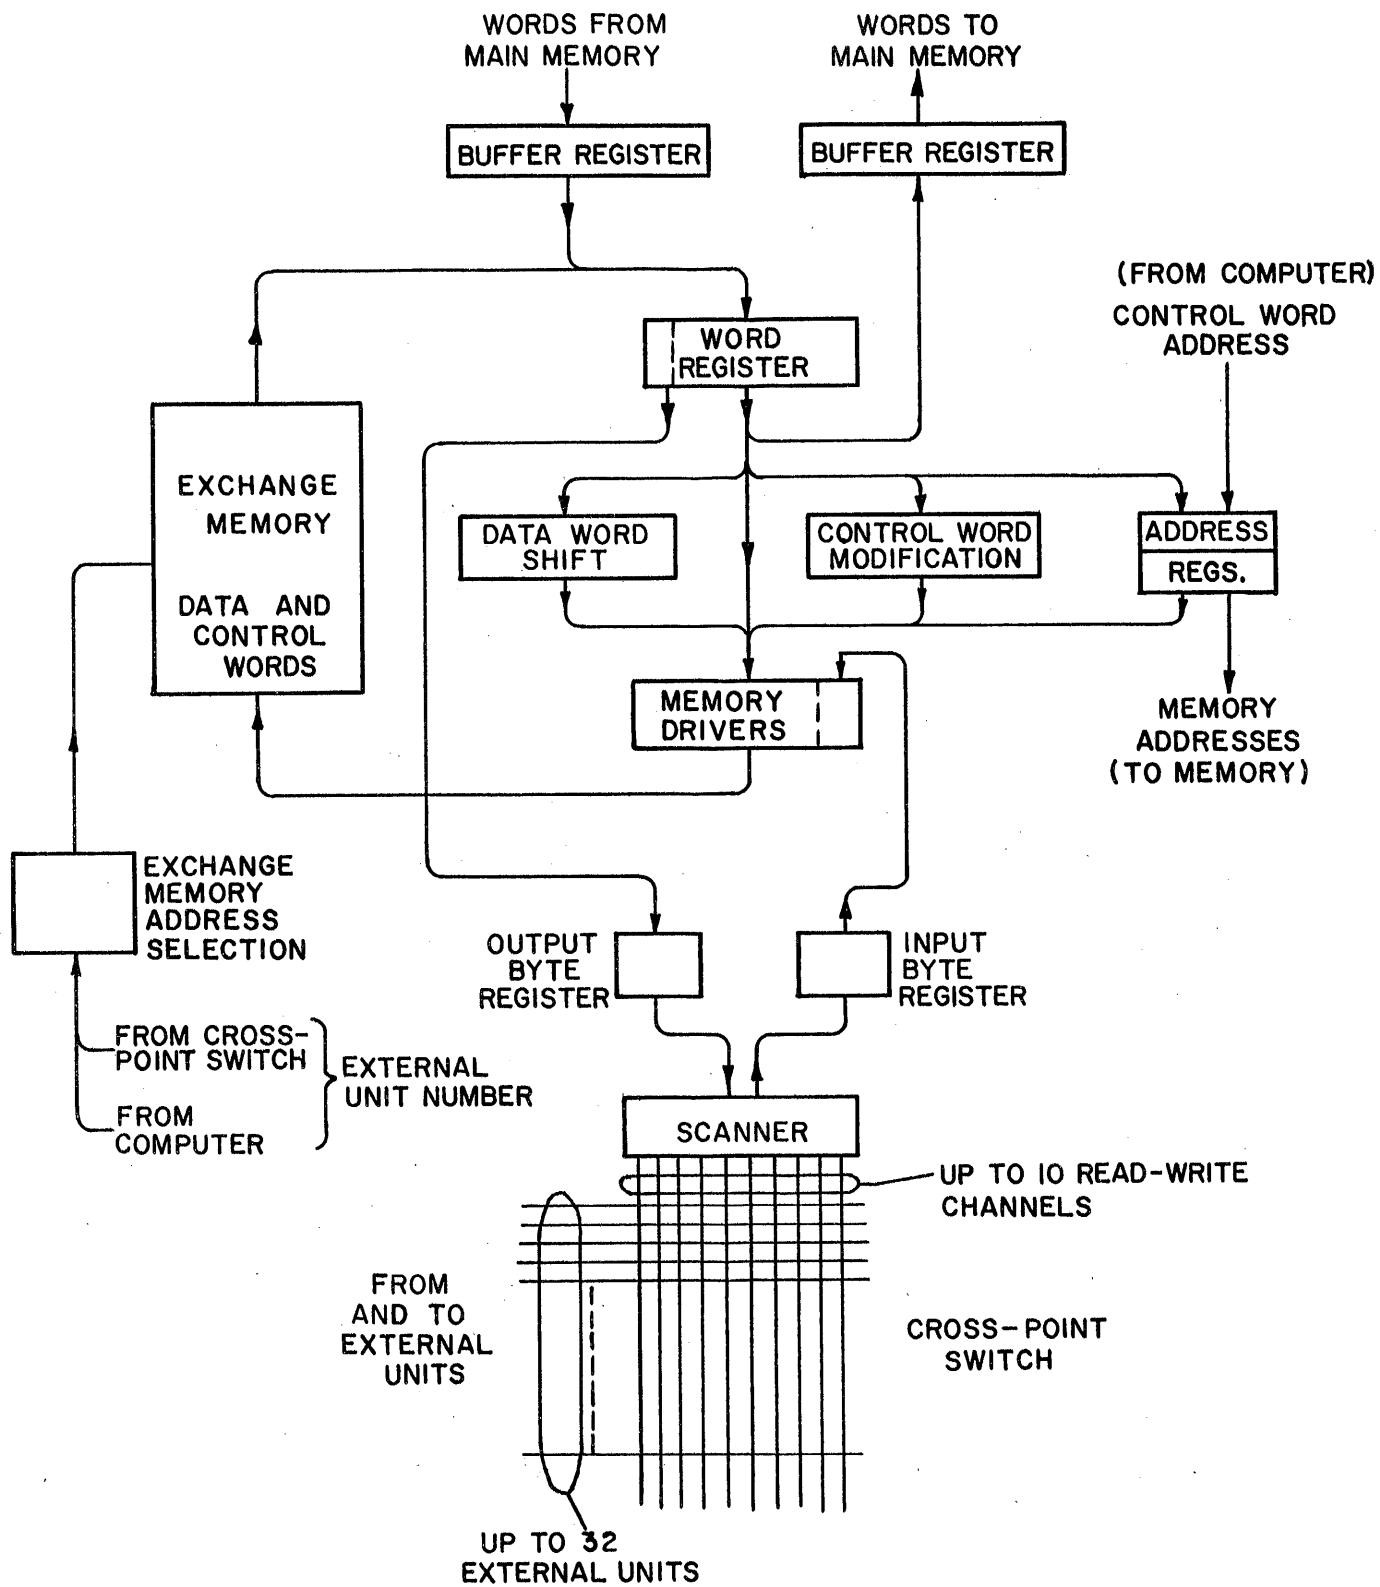 WORDS FROM
MAIN MEMORY
WORDS TO
MAIN MEMORY
BUFFER REGISTER
BUFFER REGISTER
(FROM COMPUTER)
CONTROL WORD
ADDRESS
WORD
REGISTER
EXCHANGE
MEMORY
DATA AND
CONTROL
WORDS
DATA WORD
SHIFT
CONTROL WORD
MODIFICATION
ADDRESS
REGS.
MEMORY
DRIVERS
MEMORY
ADDRESSES
(TO MEMORY)
EXCHANGE
MEMORY
ADDRESS
SELECTION
OUTPUT
BYTE
REGISTER
INPUT
BYTE
REGISTER
FROM CROSS-
POINT SWITCH
FROM
COMPUTER
EXTERNAL
UNIT NUMBER
SCANNER
UP TO 10 READ-WRITE
CHANNELS
FROM
AND TO
EXTERNAL
UNITS
CROSS-POINT
SWITCH
UP TO 32
EXTERNAL UNITS